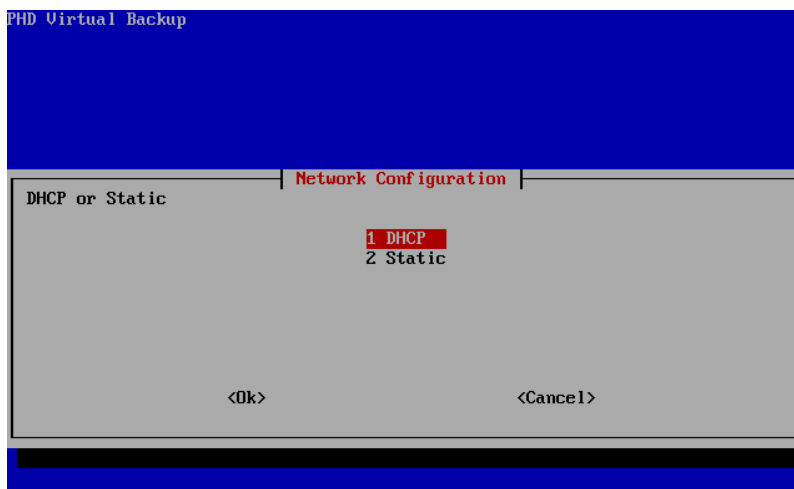 PHD Virtual Backup
Network Configuration
DHCP or Static
1 DHCP
2 Static
<Ok> <Cancel>